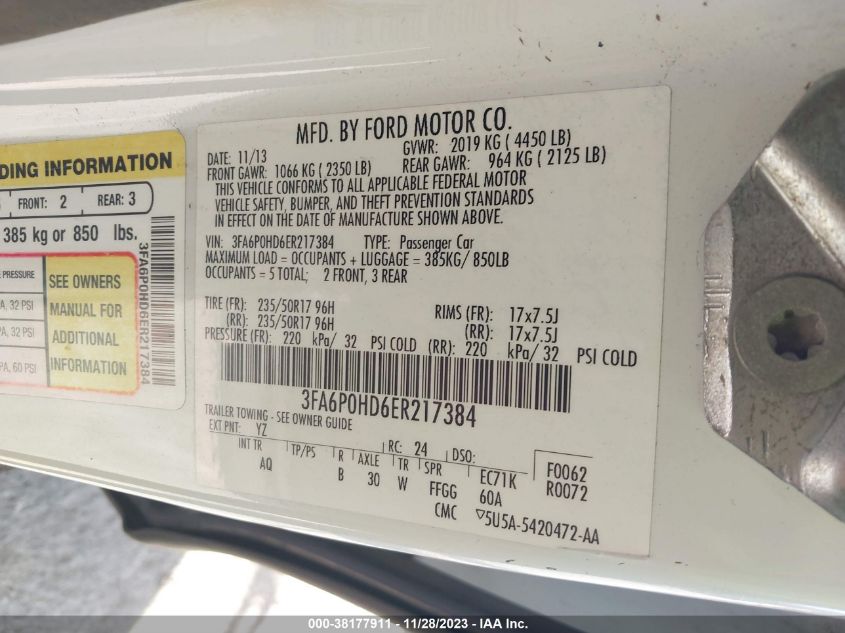 MFD. BY FORD MOTOR CO.
DATE: 11/13 GVWR: 2019 KG ( 4450 LB)
FRONT GAWR: 1066 KG ( 2350 LB) REAR GAWR: 964 KG ( 2125 LB)
THIS VEHICLE CONFORMS TO ALL APPLICABLE FEDERAL MOTOR
VEHICLE SAFETY, BUMPER, AND THEFT PREVENTION STANDARDS
IN EFFECT ON THE DATE OF MANUFACTURE SHOWN ABOVE.
VIN: 3FA6P0HD6ER217384 TYPE: Passenger Car
MAXIMUM LOAD = OCCUPANTS + LUGGAGE = 385KG/ 850LB
OCCUPANTS = 5 TOTAL; 2 FRONT, 3 REAR
TIRE (FR): 235/50R17 96H RIMS (FR): 17x7.5J
(RR): 235/50R17 96H (RR): 17x7.5J
PRESSURE (FR): 220 kPa/ 32 PSI COLD (RR): 220 kPa/ 32 PSI COLD
3FA6P0HD6ER217384
TRAILER TOWING - SEE OWNER GUIDE
EXT PNT: YZ RC: 24 DSO:
INT TR TP/PS R AXLE TR SPR EC71K F0062
AQ B 30 W FFGG 60A R0072
CMC ▽5U5A-5420472-AA
DING INFORMATION
FRONT: 2 REAR: 3
385 kg or 850 lbs.
PRESSURE
A, 32 PSI
PA, 32 PSI
PA, 60 PSI
SEE OWNERS
MANUAL FOR
ADDITIONAL
INFORMATION
3FA6P0HD6ER217384
000-38177911 - 11/28/2023 - IAA Inc.